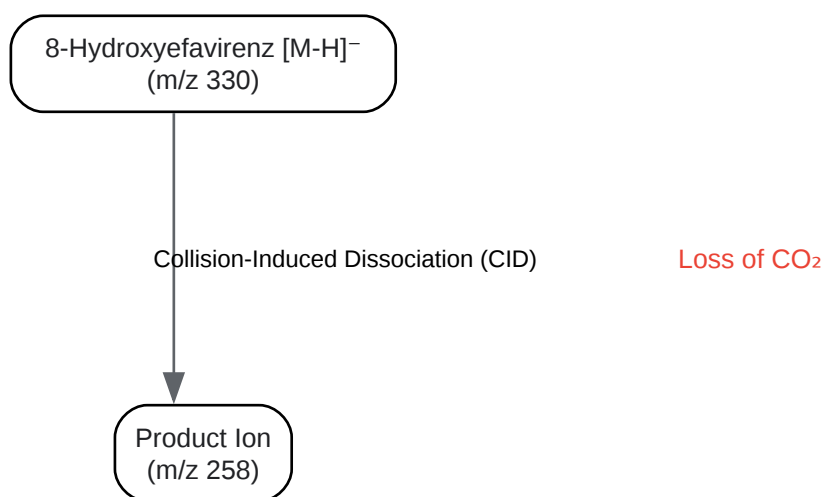 8-Hydroxyefavirenz [M-H]⁻
(m/z 330)
Collision-Induced Dissociation (CID)
Loss of CO₂
Product Ion
(m/z 258)